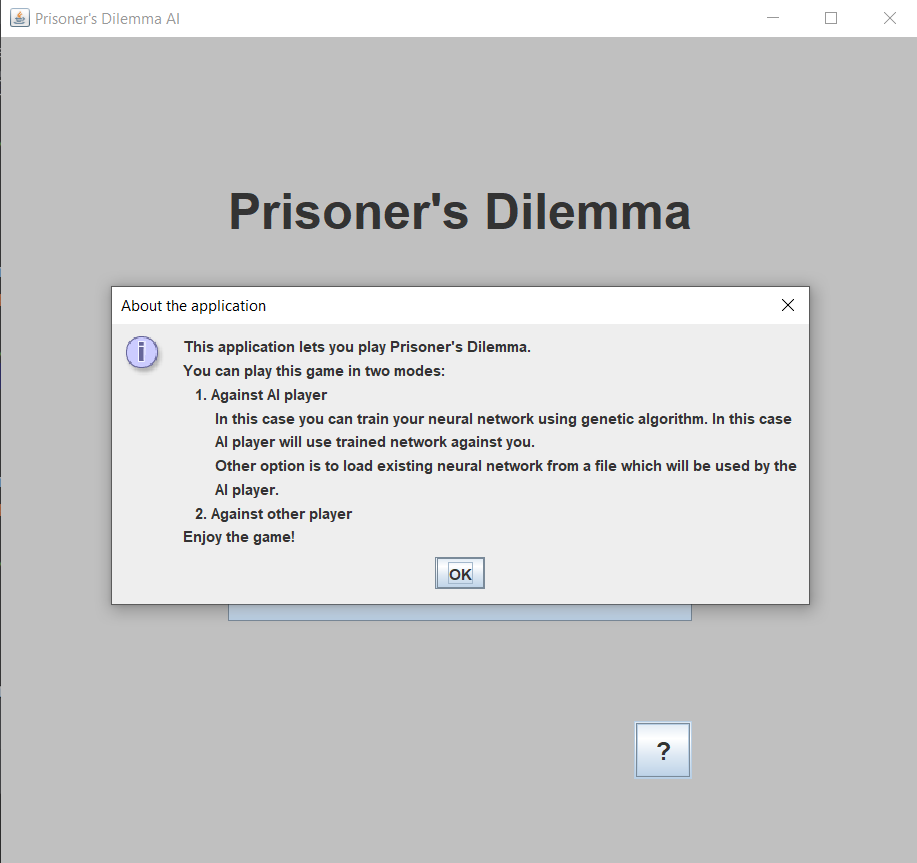 Prisoner's Dilemma AI
Prisoner's Dilemma
About the application
This application lets you play Prisoner's Dilemma.
You can play this game in two modes:
1. Against AI player
In this case you can train your neural network using genetic algorithm. In this case
AI player will use trained network against you.
Other option is to load existing neural network from a file which will be used by the
AI player.
2. Against other player
Enjoy the game!
OK
?